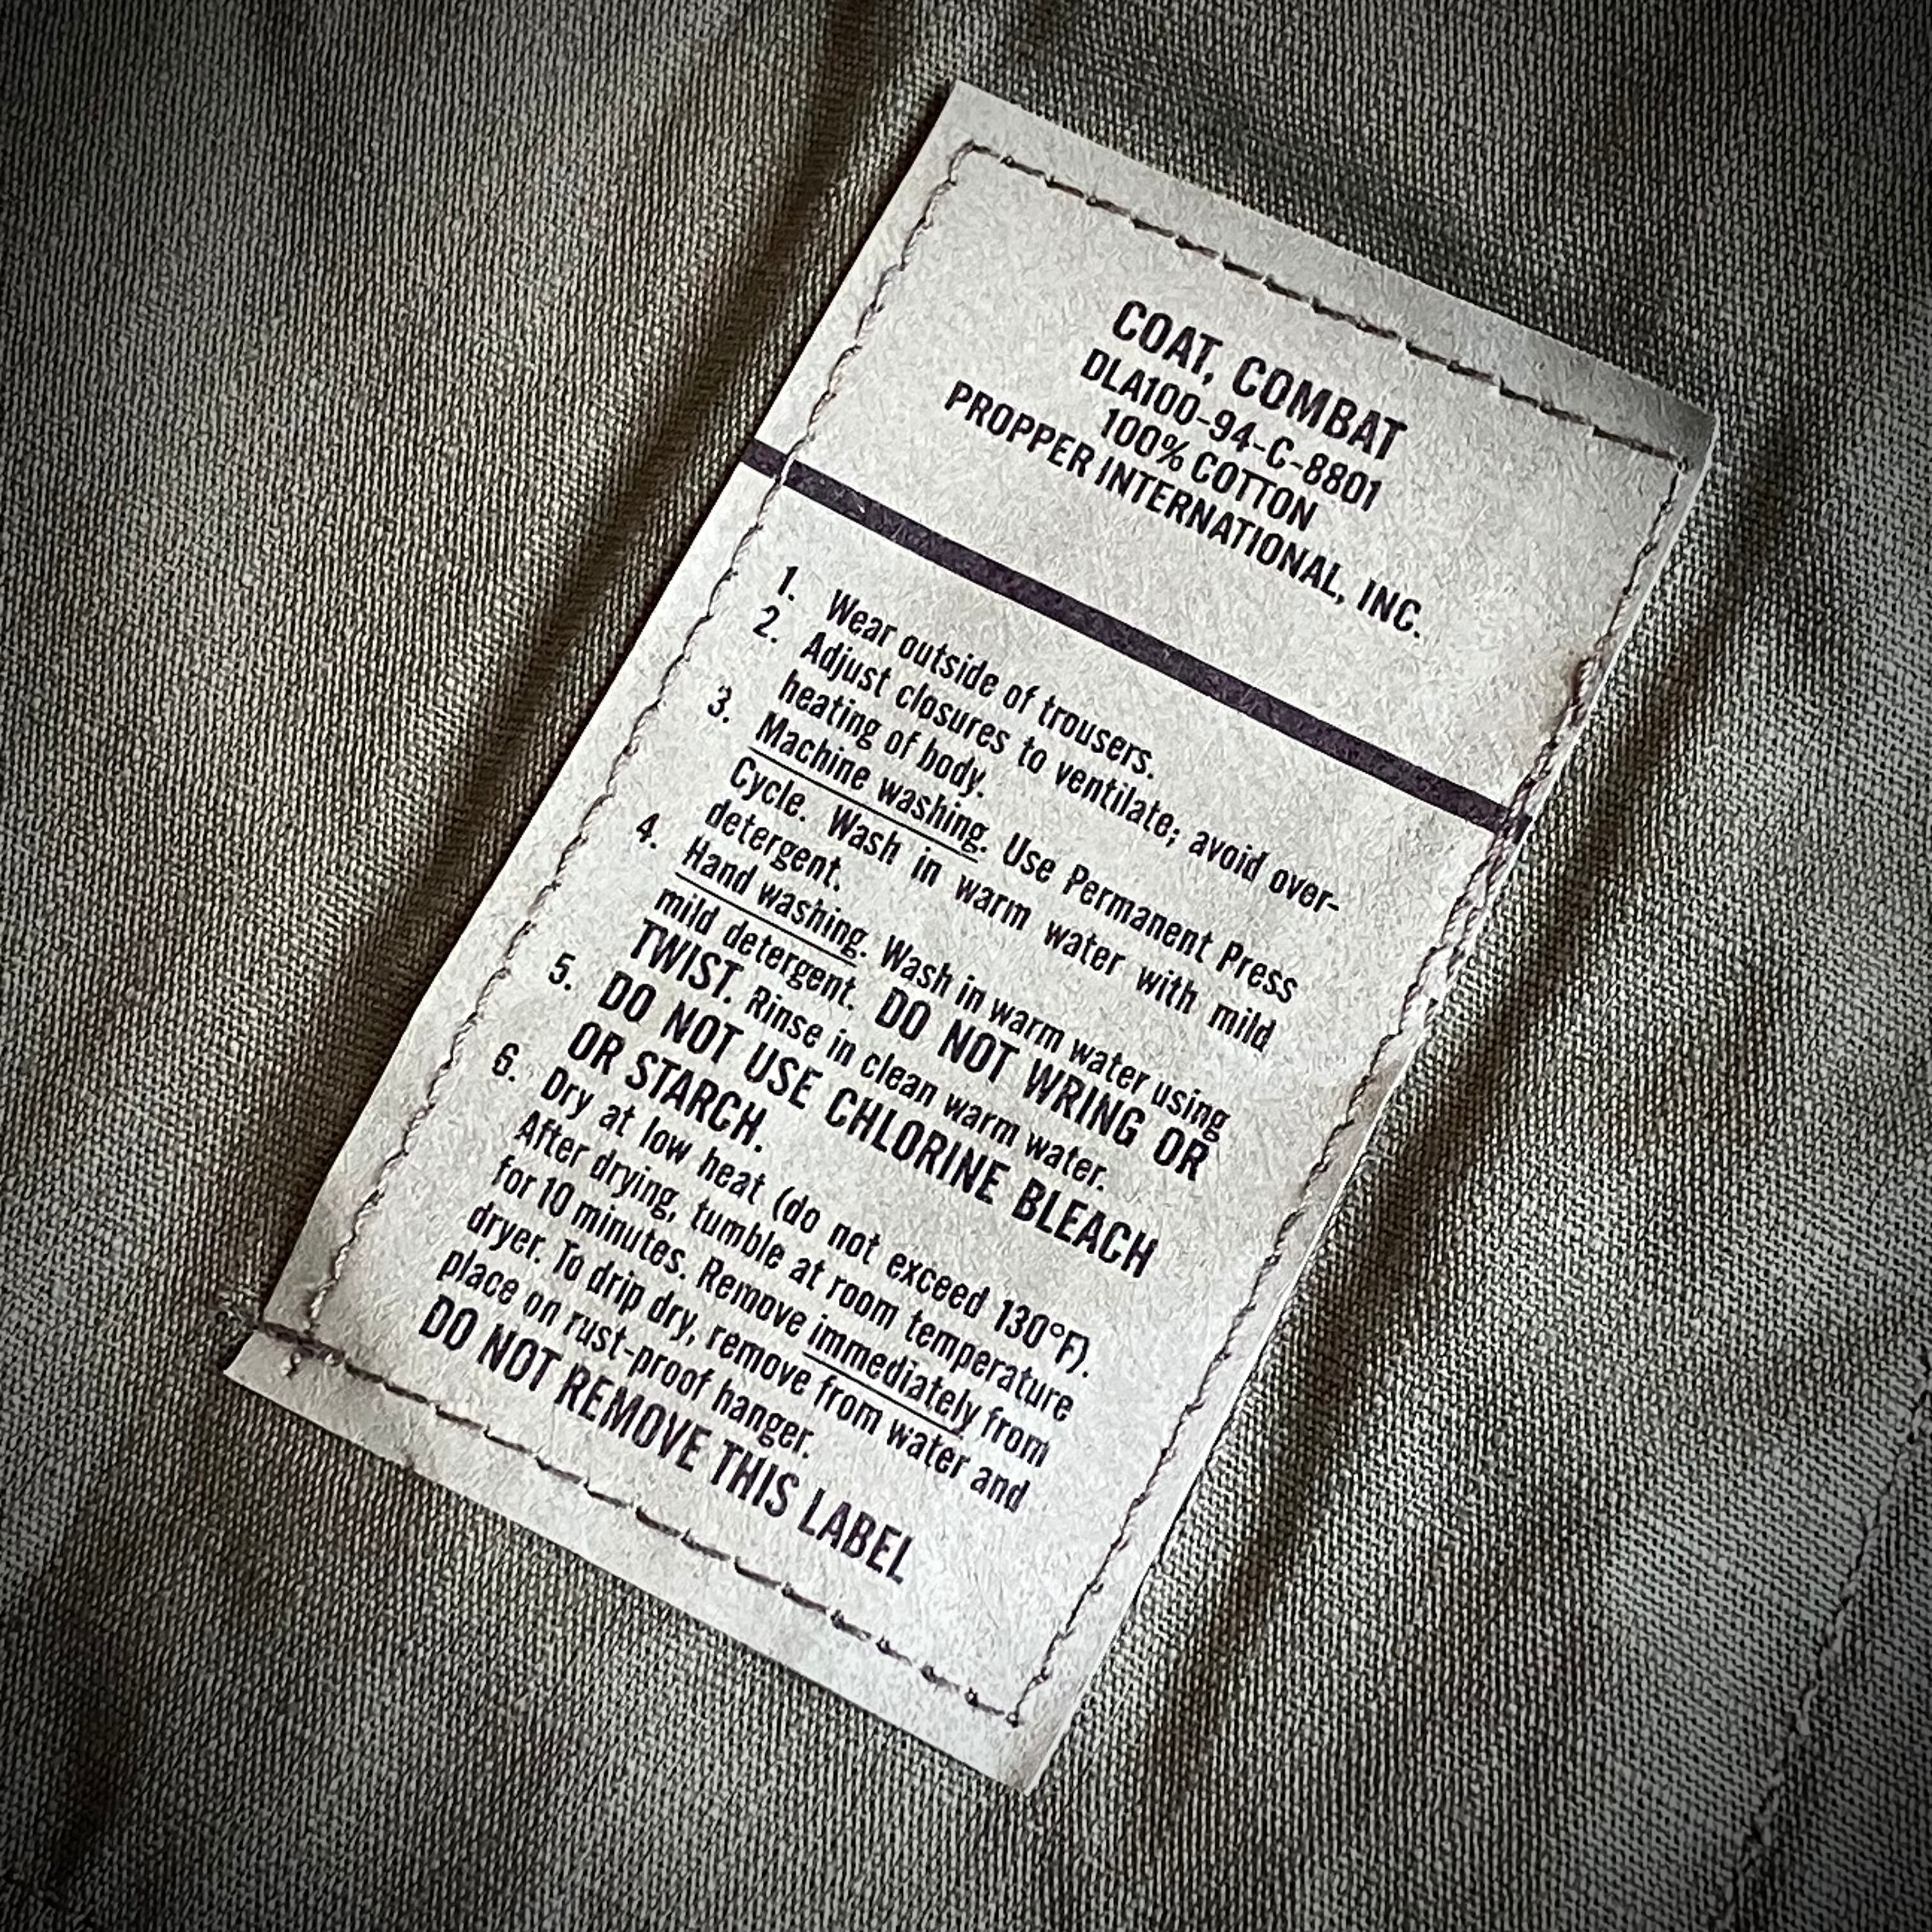 COAT, COMBAT
DLA100-94-C-8801
100% COTTON
PROPPER INTERNATIONAL, INC.
1. Wear outside of trousers.
2. Adjust closures to ventilate; avoid over-
heating of body.
3. Machine washing. Use Permanent Press
Cycle. Wash in warm water with mild
detergent.
4. Hand washing. Wash in warm water using
mild detergent. DO NOT WRING OR
TWIST. Rinse in clean warm water.
5. DO NOT USE CHLORINE BLEACH
OR STARCH.
6. Dry at low heat (do not exceed 130°F).
After drying, tumble at room temperature
for 10 minutes. Remove immediately from
dryer. To drip dry, remove from water and
place on rust-proof hanger.
DO NOT REMOVE THIS LABEL